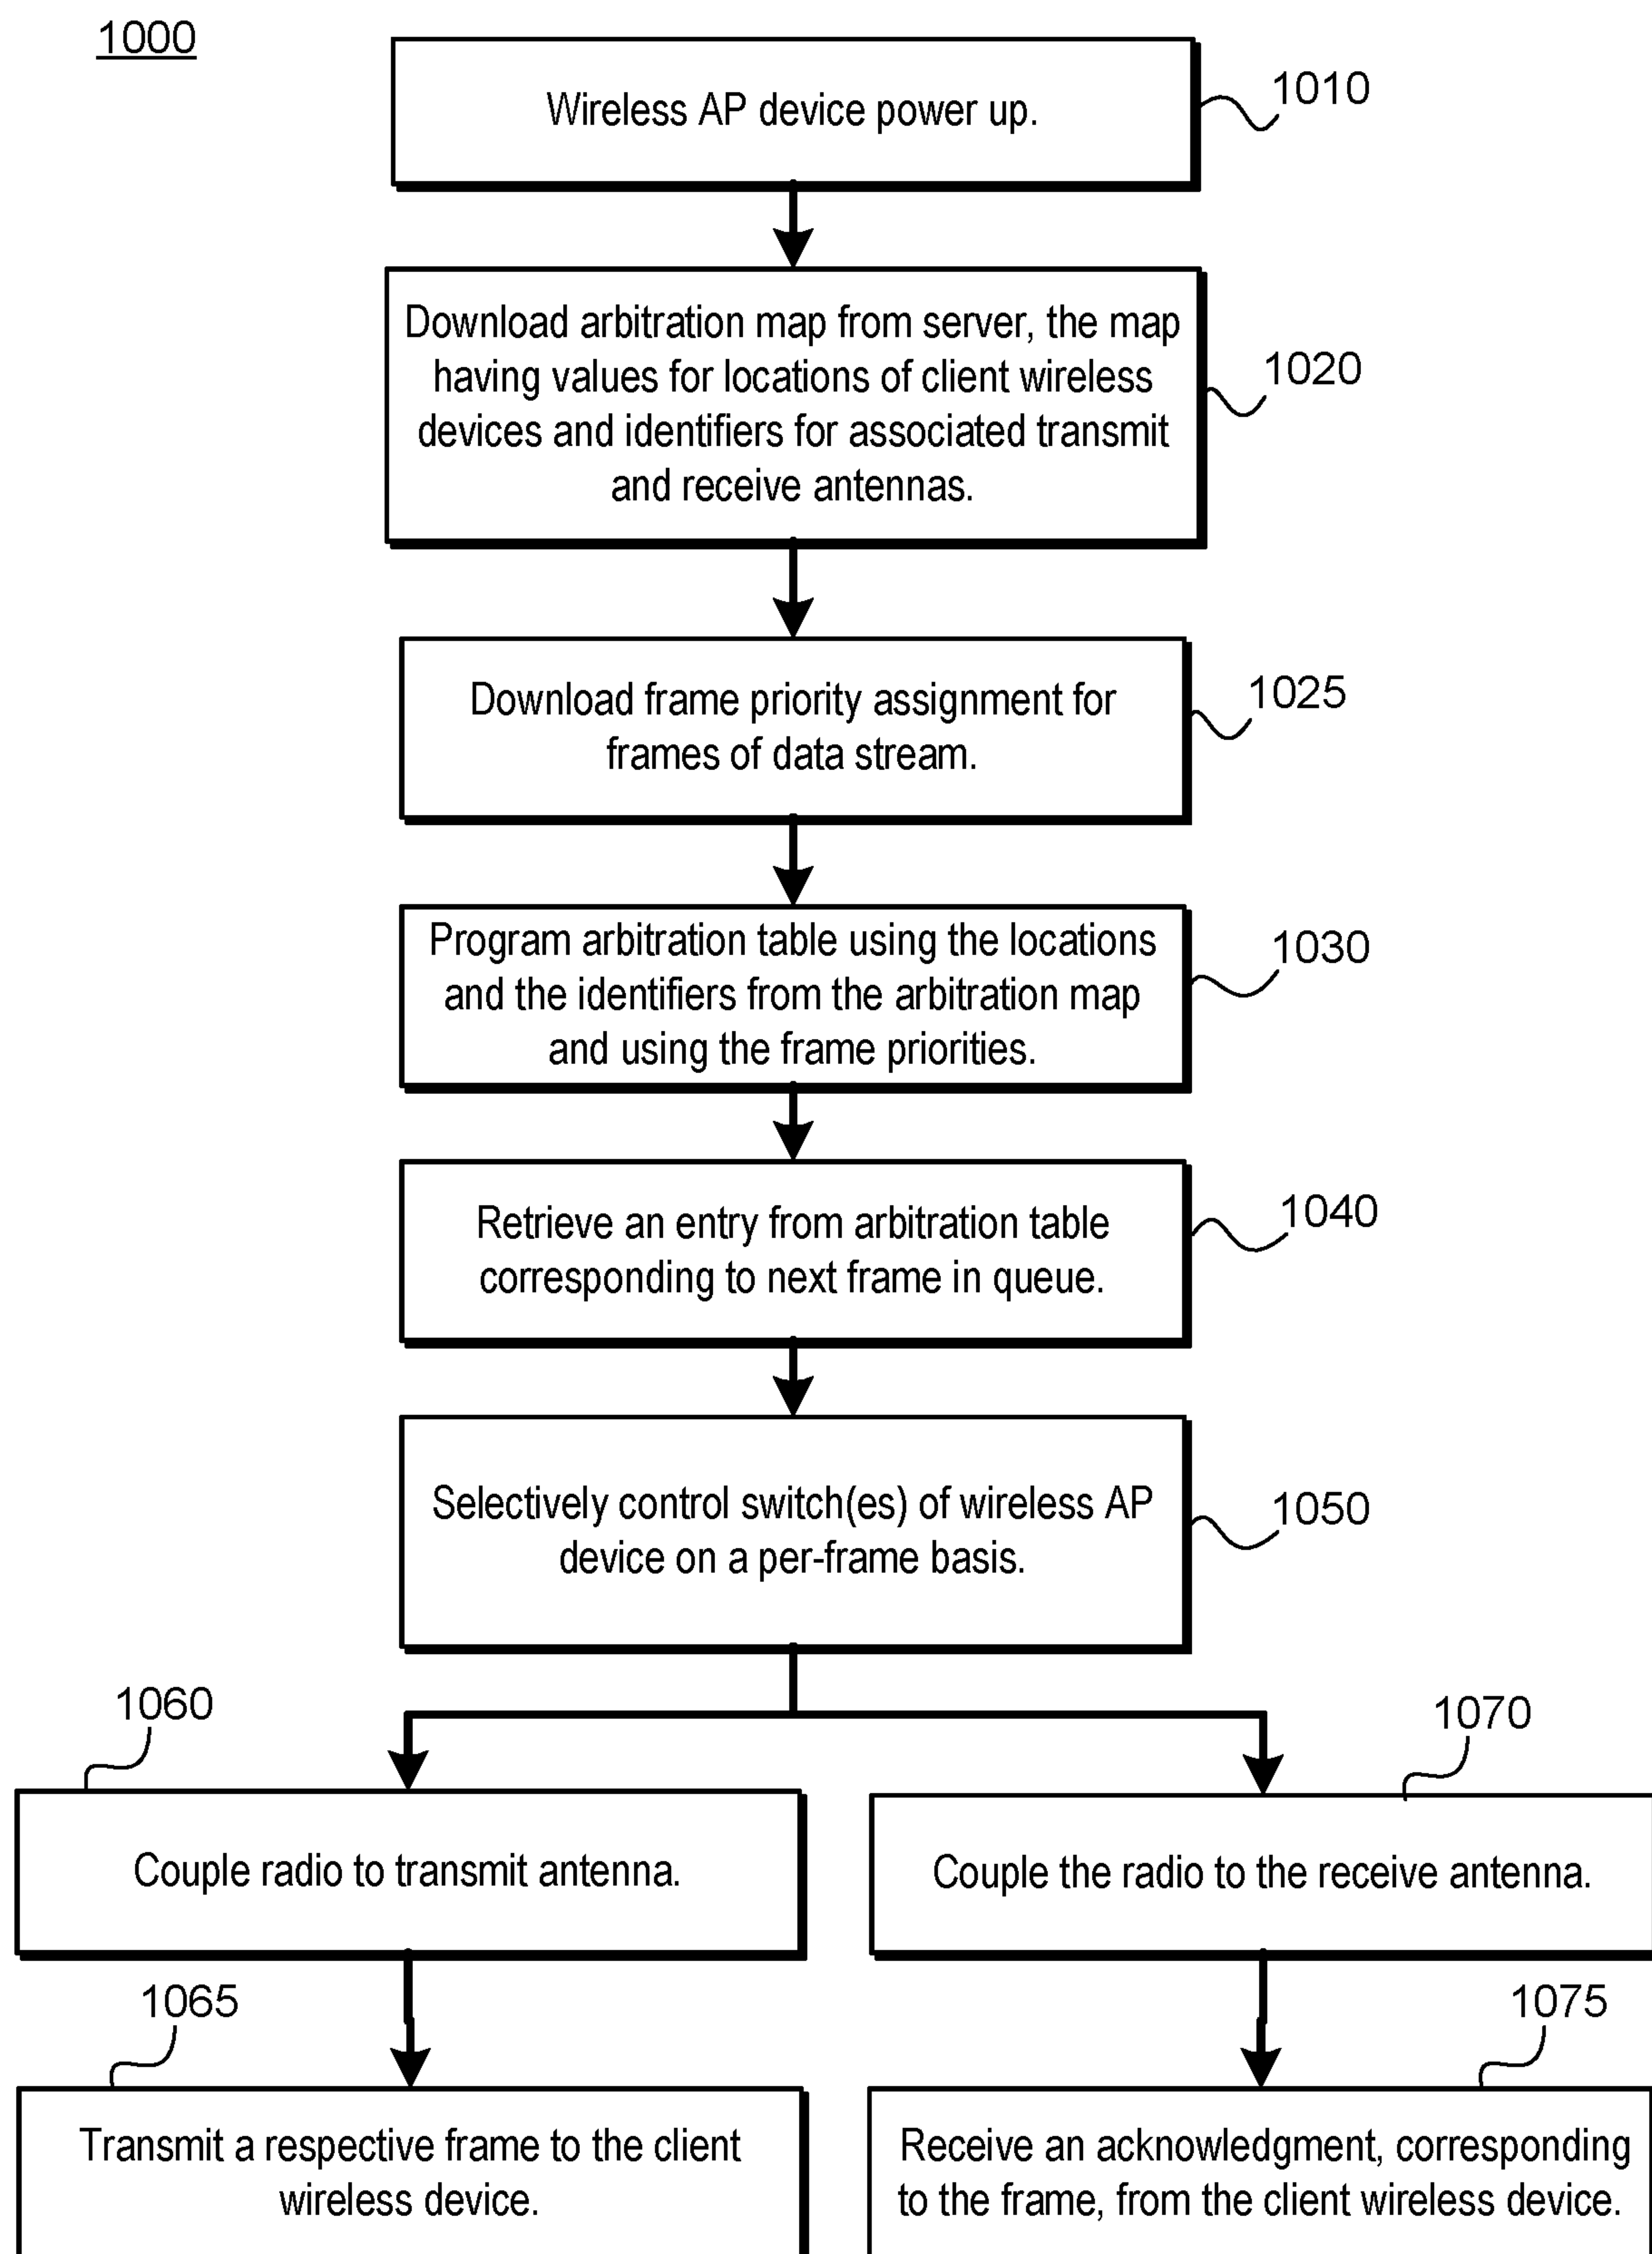 1000
Wireless AP device power up.
1010
Download arbitration map from server, the map
having values for locations of client wireless
devices and identifiers for associated transmit
and receive antennas.
1020
Download frame priority assignment for
frames of data stream.
1025
Program arbitration table using the locations
and the identifiers from the arbitration map
and using the frame priorities.
1030
Retrieve an entry from arbitration table
corresponding to next frame in queue.
1040
Selectively control switch(es) of wireless AP
device on a per-frame basis.
1050
1060
Couple radio to transmit antenna.
1070
Couple the radio to the receive antenna.
1065
Transmit a respective frame to the client
wireless device.
1075
Receive an acknowledgment, corresponding
to the frame, from the client wireless device.